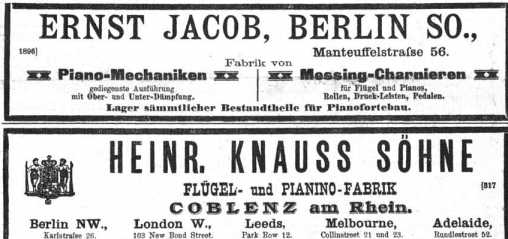 ERNST JACOB, BERLIN SO.,
1896] Manteuffelstraſse 56.
Fabrik von
Piano-Mechaniken Messing-Charnieren
gediegenste Ausführung für Flügel und Pianos,
mit Ober- und Unter-Dämpfung. Rollen, Druck-Leisten, Pedalen.
Lager sämmtlicher Bestandtheile für Pianofortebau.
HEINR. KNAUSS SÖHNE
FLÜGEL- und PIANINO-FABRIK [317
COBLENZ am Rhein.
Berlin NW., London W., Leeds, Melbourne, Adelaide,
Karlstraſse 26. 103 New Bond Street. Park Row 12. Collinstreet 21 und 23. Rundlestreet 52.